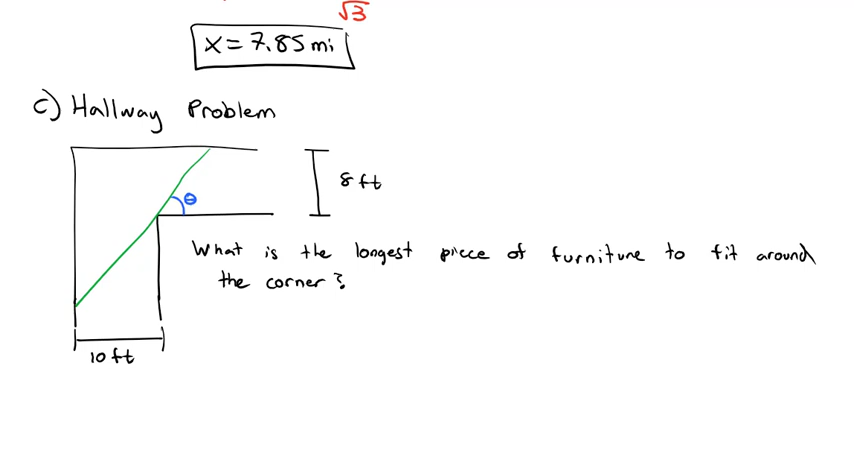 √3
x = 7.85 mi
c) Hallway Problem
θ
8 ft
What is the longest piece of furniture to fit around
the corner?
10 ft